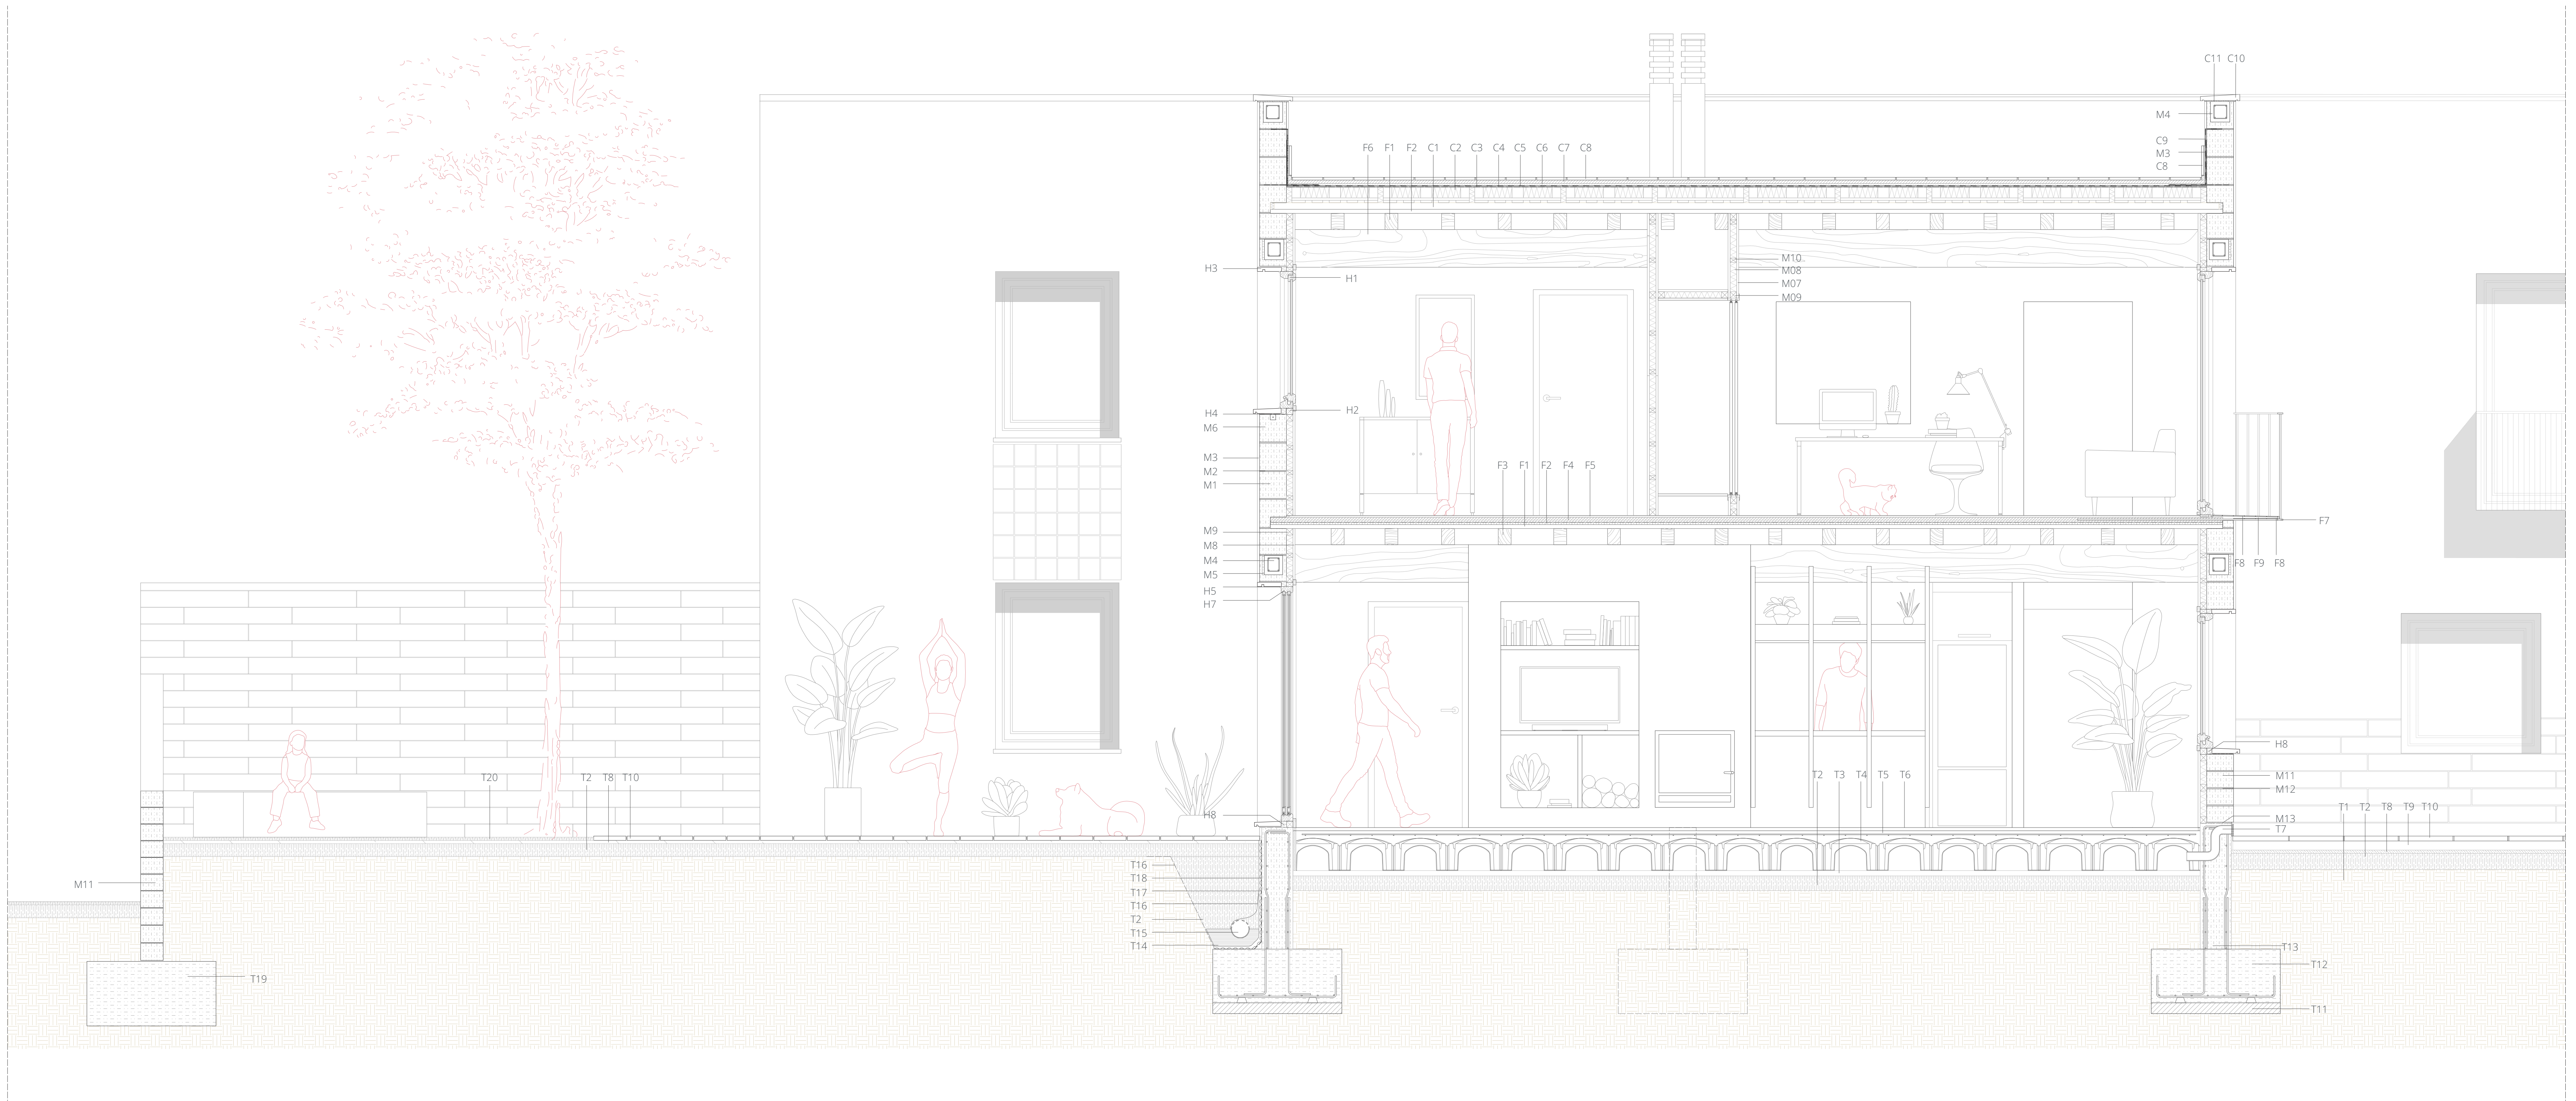 C11 C10
M4
C9
M3
C8
F6 F1 F2 C1 C2 C3 C4 C5 C6 C7 C8
H3
H1
M10
M08
M07
M09
H4
H2
M6
M3
M2
M1
F3 F1 F2 F4 F5
F7
M9
M8
M4
M5
F8 F9 F8
H5
H7
H8
T20 T2 T8 T10
T2 T3 T4 T5 T6
M11
M12
T1 T2 T8 T9 T10
H8
M13
T7
T16
T18
M11
T17
T16
T2
T15
T14
T13
T12
T19
T11